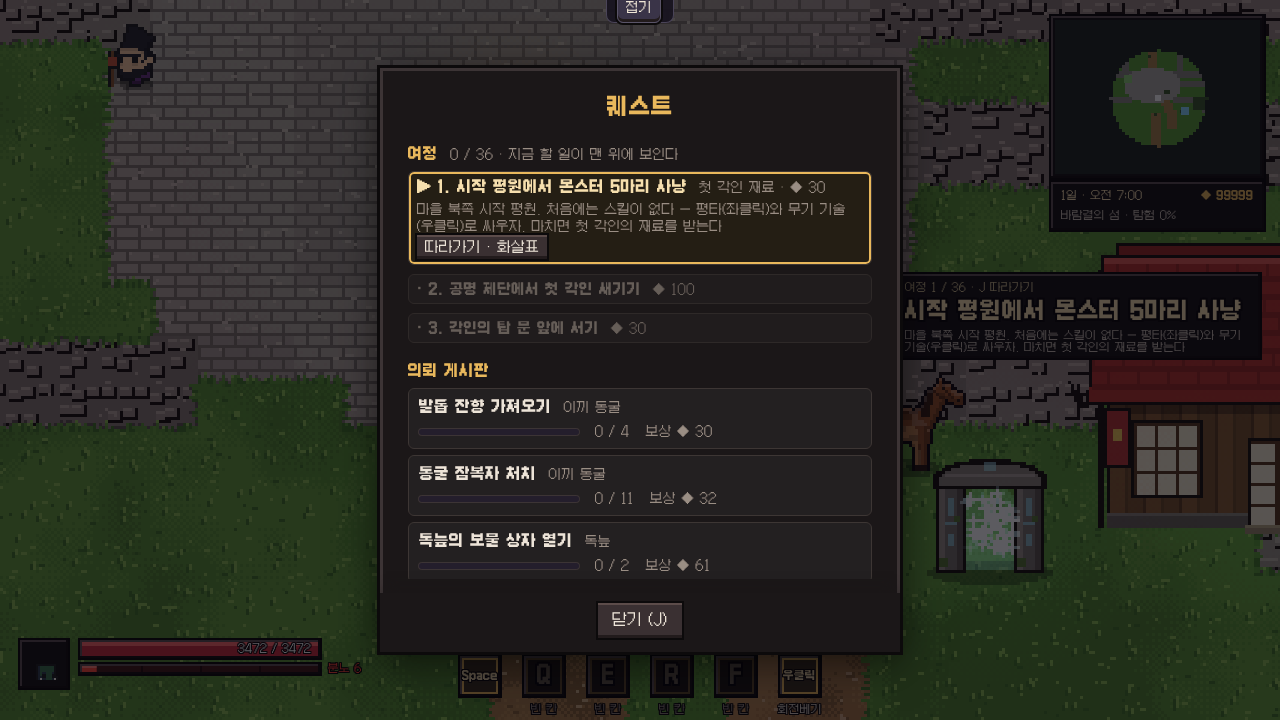 접기
퀘스트
여정 0 / 36 · 지금 할 일이 맨 위에 보인다
▶ 1. 시작 평원에서 몬스터 5마리 사냥 첫 각인 재료 · ◆ 30
마을 북쪽 시작 평원. 처음에는 스킬이 없다 — 평타(좌클릭)와 무기 기술
(우클릭)로 싸우자. 마치면 첫 각인의 재료를 받는다
따라가기 · 화살표
· 2. 공명 제단에서 첫 각인 새기기 ◆ 100
· 3. 각인의 탑 문 앞에 서기 ◆ 30
의뢰 게시판
발톱 잔향 가져오기 이끼 동굴
0 / 4 보상 ◆ 30
동굴 잠복자 처치 이끼 동굴
0 / 11 보상 ◆ 32
독늪의 보물 상자 열기 독늪
0 / 2 보상 ◆ 61
닫기 (J)
1일 · 오전 7:00 ◆ 99999
바람결의 섬 · 탐험 0%
여정 1 / 36 · J 따라가기
시작 평원에서 몬스터 5마리 사냥
마을 북쪽 시작 평원. 처음에는 스킬이 없다 — 평타(좌클릭)와 무기
기술(우클릭)로 싸우자. 마치면 첫 각인의 재료를 받는다
3472 / 3472
분노 6
Space Q E R F 우클릭
빈 칸 빈 칸 빈 칸 빈 칸 회전베기